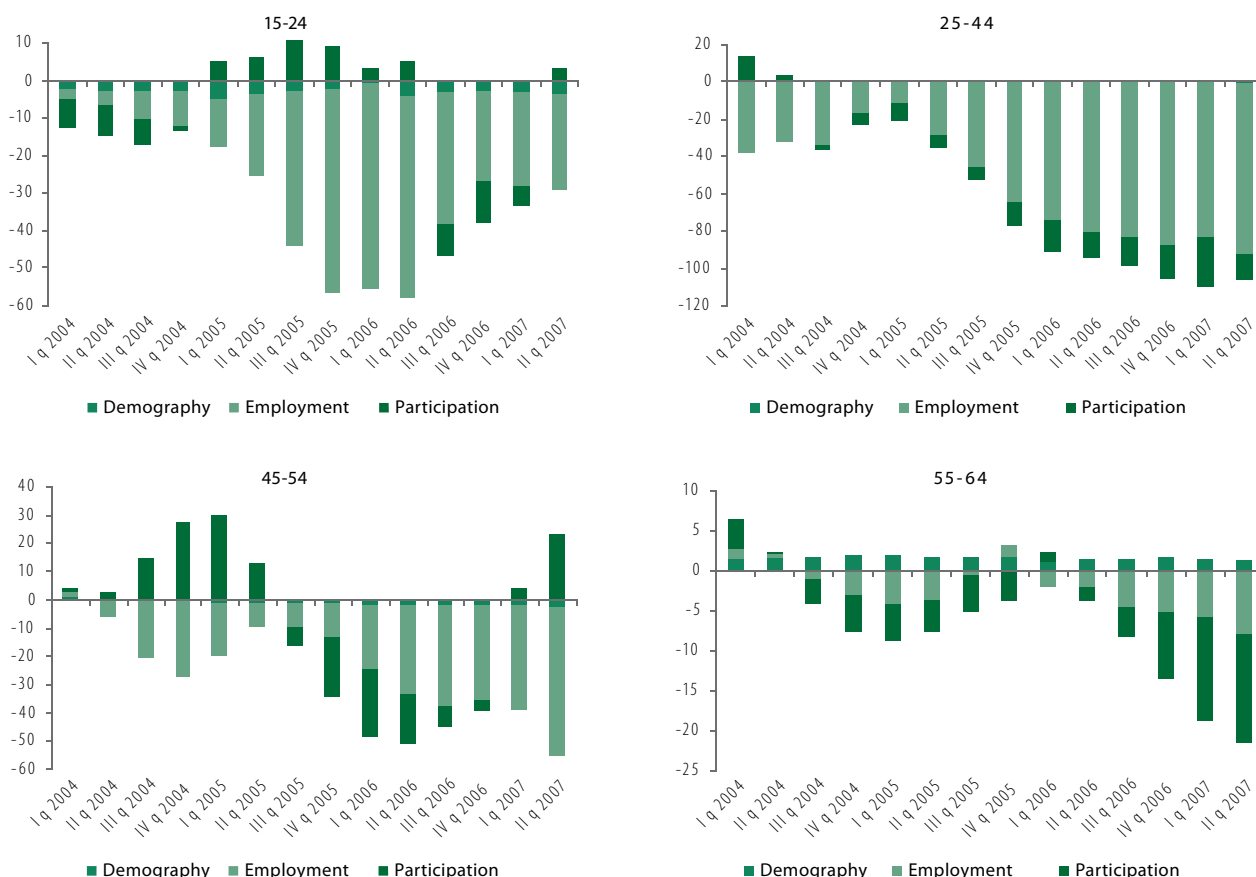 15-24
10
0
-10
-20
-30
-40
-50
-60
I q 2004
II q 2004
III q 2004
IV q 2004
I q 2005
II q 2005
III q 2005
IV q 2005
I q 2006
II q 2006
III q 2006
IV q 2006
I q 2007
II q 2007
Demography Employment Participation
25-44
20
0
-20
-40
-60
-80
-100
-120
I q 2004
II q 2004
III q 2004
IV q 2004
I q 2005
II q 2005
III q 2005
IV q 2005
I q 2006
II q 2006
III q 2006
IV q 2006
I q 2007
II q 2007
Demography Employment Participation
45-54
40
30
20
10
0
-10
-20
-30
-40
-50
-60
I q 2004
II q 2004
III q 2004
IV q 2004
I q 2005
II q 2005
III q 2005
IV q 2005
I q 2006
II q 2006
III q 2006
IV q 2006
I q 2007
II q 2007
Demography Employment Participation
55-64
10
5
0
-5
-10
-15
-20
-25
I q 2004
II q 2004
III q 2004
IV q 2004
I q 2005
II q 2005
III q 2005
IV q 2005
I q 2006
II q 2006
III q 2006
IV q 2006
I q 2007
II q 2007
Demography Employment Participation